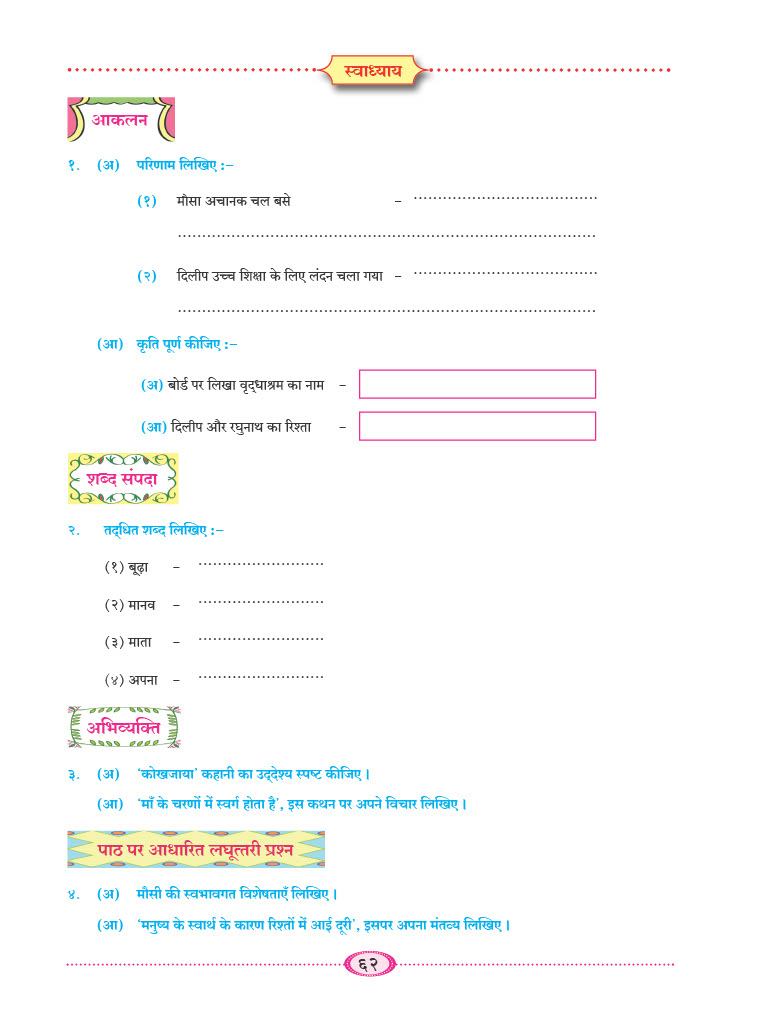 स्वाध्याय
आकलन
१. (अ) परिणाम लिखिए :–
(१) मौसा अचानक चल बसे – ......................................
......................................................................................
(२) दिलीप उच्च शिक्षा के लिए लंदन चला गया – ......................................
......................................................................................
(आ) कृति पूर्ण कीजिए :–
(अ) बोर्ड पर लिखा वृद्‌धाश्रम का नाम –
(आ) दिलीप और रघुनाथ का रिश्ता –
शब्द संपदा
२. तद्‌धित शब्द लिखिए :–
(१) बूढ़ा – ..........................
(२) मानव – ..........................
(३) माता – ..........................
(४) अपना – ..........................
अभिव्यक्ति
३. (अ) ‘कोखजाया’ कहानी का उद्‌देश्य स्पष्ट कीजिए ।
(आ) ‘माँ के चरणों में स्वर्ग होता है’, इस कथन पर अपने विचार लिखिए ।
पाठ पर आधारित लघूत्तरी प्रश्न
४. (अ) मौसी की स्वभावगत विशेषताएँ लिखिए ।
(आ) ‘मनुष्य के स्वार्थ के कारण रिश्तों में आई दूरी’, इसपर अपना मंतव्य लिखिए ।
६२